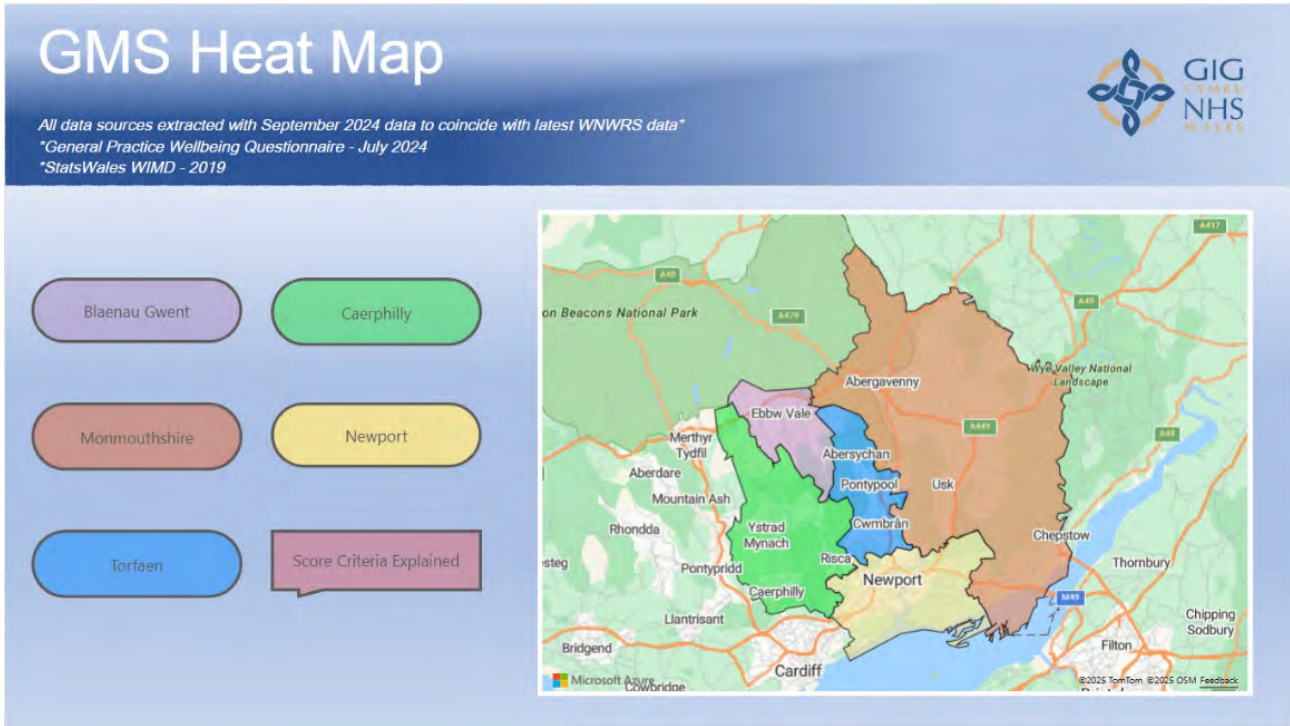 GMS Heat Map
GIG
CYMRU
NHS
WALES
All data sources extracted with September 2024 data to coincide with latest WNWRS data*
*General Practice Wellbeing Questionnaire - July 2024
*StatsWales WIMD - 2019
Blaenau Gwent
Caerphilly
Monmouthshire
Newport
Torfaen
Score Criteria Explained
A417
A40
on Beacons National Park
A479
A49
Wye Valley National
Landscape
Abergavenny
Ebbw Vale
A449
A48
Merthyr
Tydfil
Abersychan
Aberdare
Pontypool
Usk
Mountain Ash
Cwmbrân
Rhondda
Ystrad
Mynach
Chepstow
steg
Pontypridd
Risca
Thornbury
Newport
Caerphilly
M49
Llantrisant
Chipping
Sodbury
Bridgend
Filton
Cardiff
Microsoft Azure
Cowbridge
©2025 TomTom ©2025 OSM Feedback